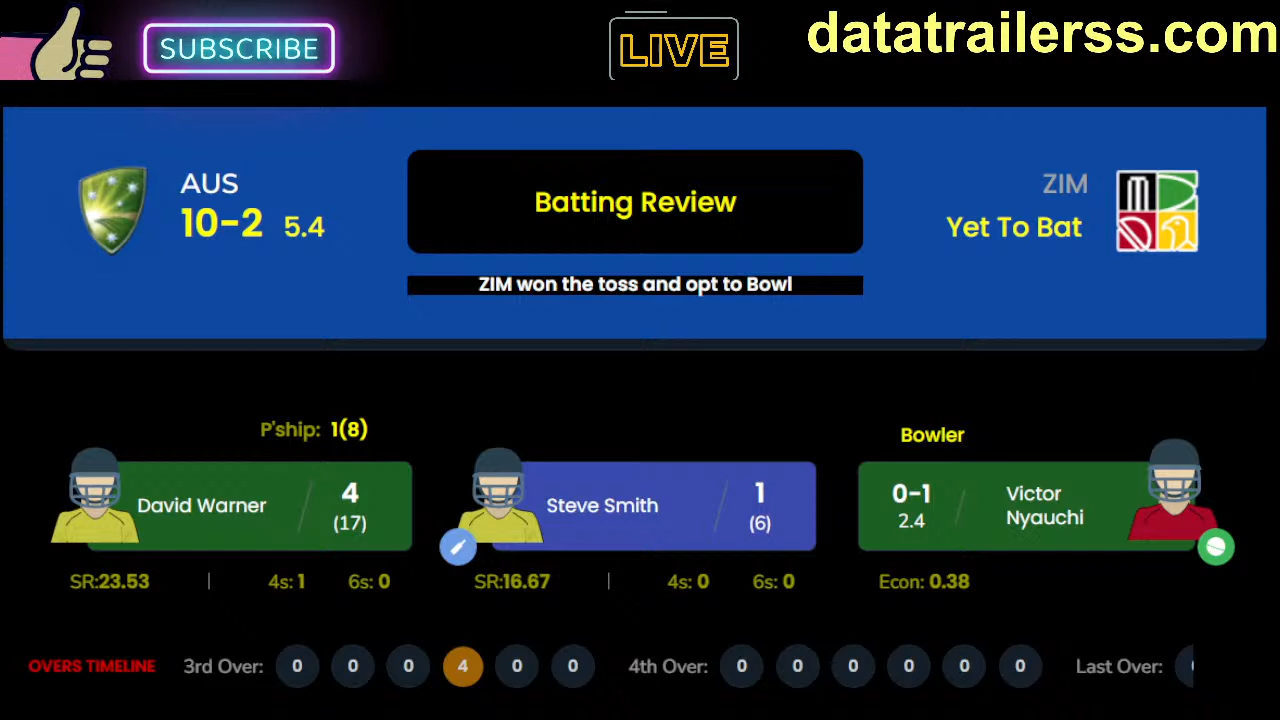 SUBSCRIBE
LIVE
datatrailerss.com
AUS
10-2 5.4
Batting Review
ZIM
Yet To Bat
ZIM won the toss and opt to Bowl
P'ship: 1(8)
Bowler
David Warner
4
(17)
Steve Smith
1
(6)
0-1
2.4
Victor
Nyauchi
SR:23.53 | 4s: 1 6s: 0
SR:16.67 | 4s: 0 6s: 0
Econ: 0.38
OVERS TIMELINE 3rd Over: 0 0 0 4 0 0 4th Over: 0 0 0 0 0 0 Last Over: